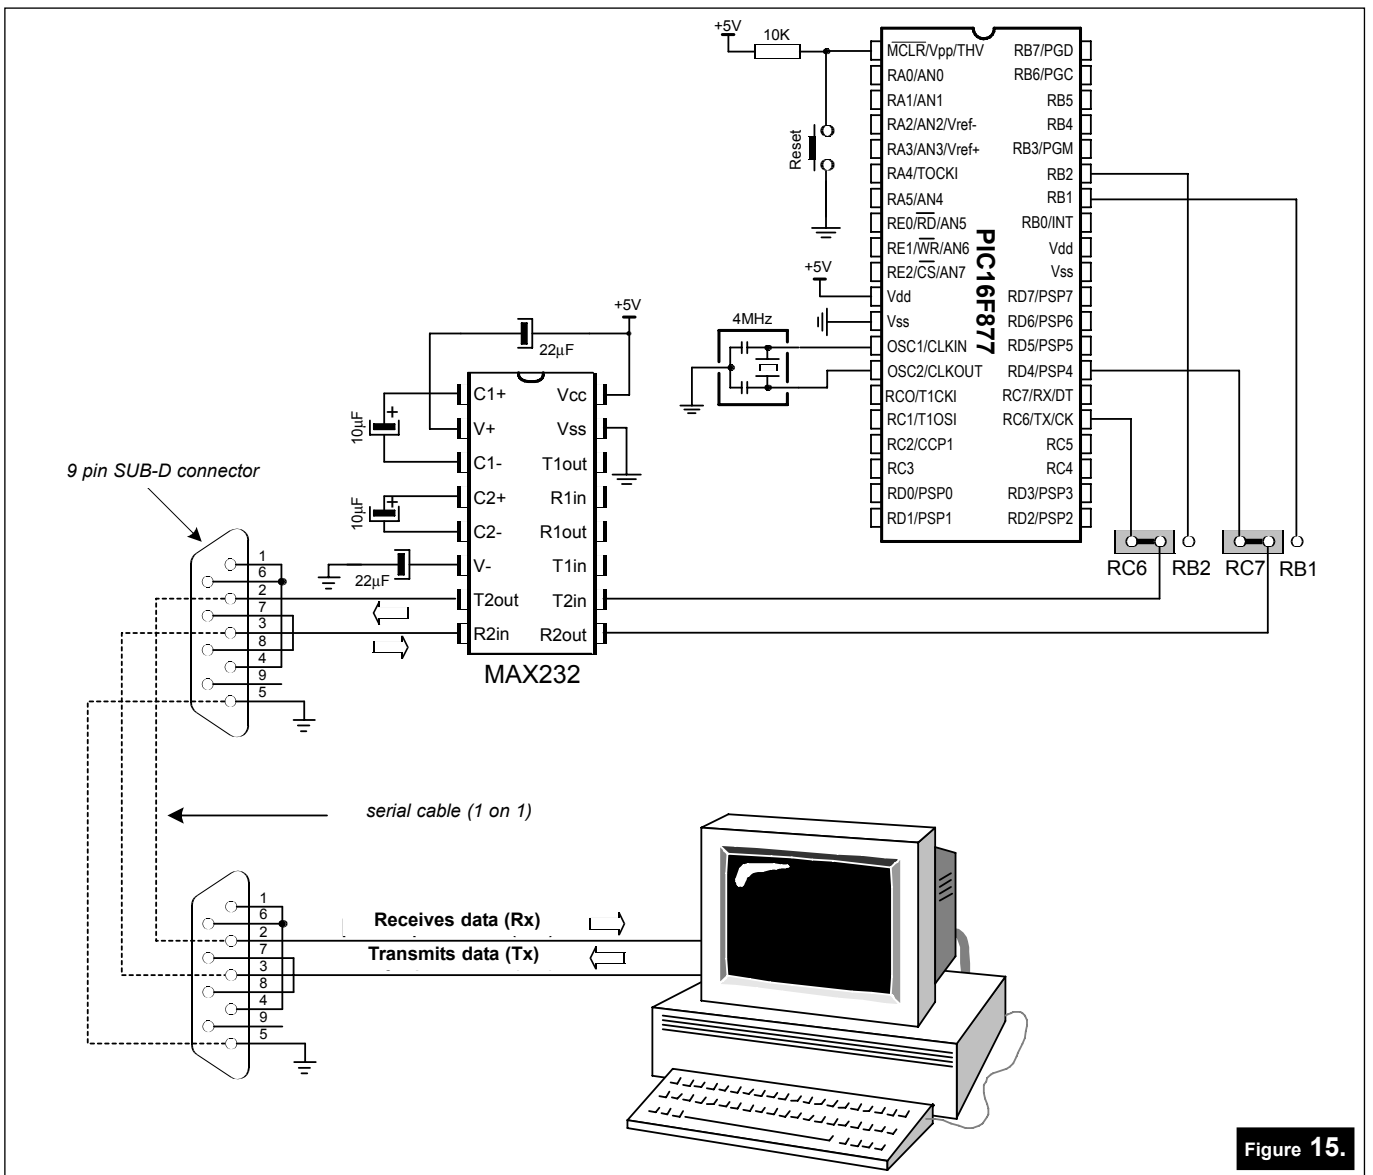 +5V
10K
Reset
MCLR/Vpp/THV
RA0/AN0
RA1/AN1
RA2/AN2/Vref-
RA3/AN3/Vref+
RA4/TOCKI
RA5/AN4
RE0/RD/AN5
RE1/WR/AN6
RE2/CS/AN7
Vdd
Vss
OSC1/CLKIN
OSC2/CLKOUT
RCO/T1CKI
RC1/T1OSI
RC2/CCP1
RC3
RD0/PSP0
RD1/PSP1
PIC16F877
RB7/PGD
RB6/PGC
RB5
RB4
RB3/PGM
RB2
RB1
RB0/INT
Vdd
Vss
RD7/PSP7
RD6/PSP6
RD5/PSP5
RD4/PSP4
RC7/RX/DT
RC6/TX/CK
RC5
RC4
RD3/PSP3
RD2/PSP2
+5V
4MHz
RC6
RB2
RC7
RB1
+5V
22µF
10µF
+
10µF
+
22µF
C1+
V+
C1-
C2+
C2-
V-
T2out
R2in
Vcc
Vss
T1out
R1in
R1out
T1in
T2in
R2out
MAX232
9 pin SUB-D connector
1
6
2
7
3
8
4
9
5
serial cable (1 on 1)
1
6
2
7
3
8
4
9
5
Receives data (Rx)
Transmits data (Tx)
Figure 15.